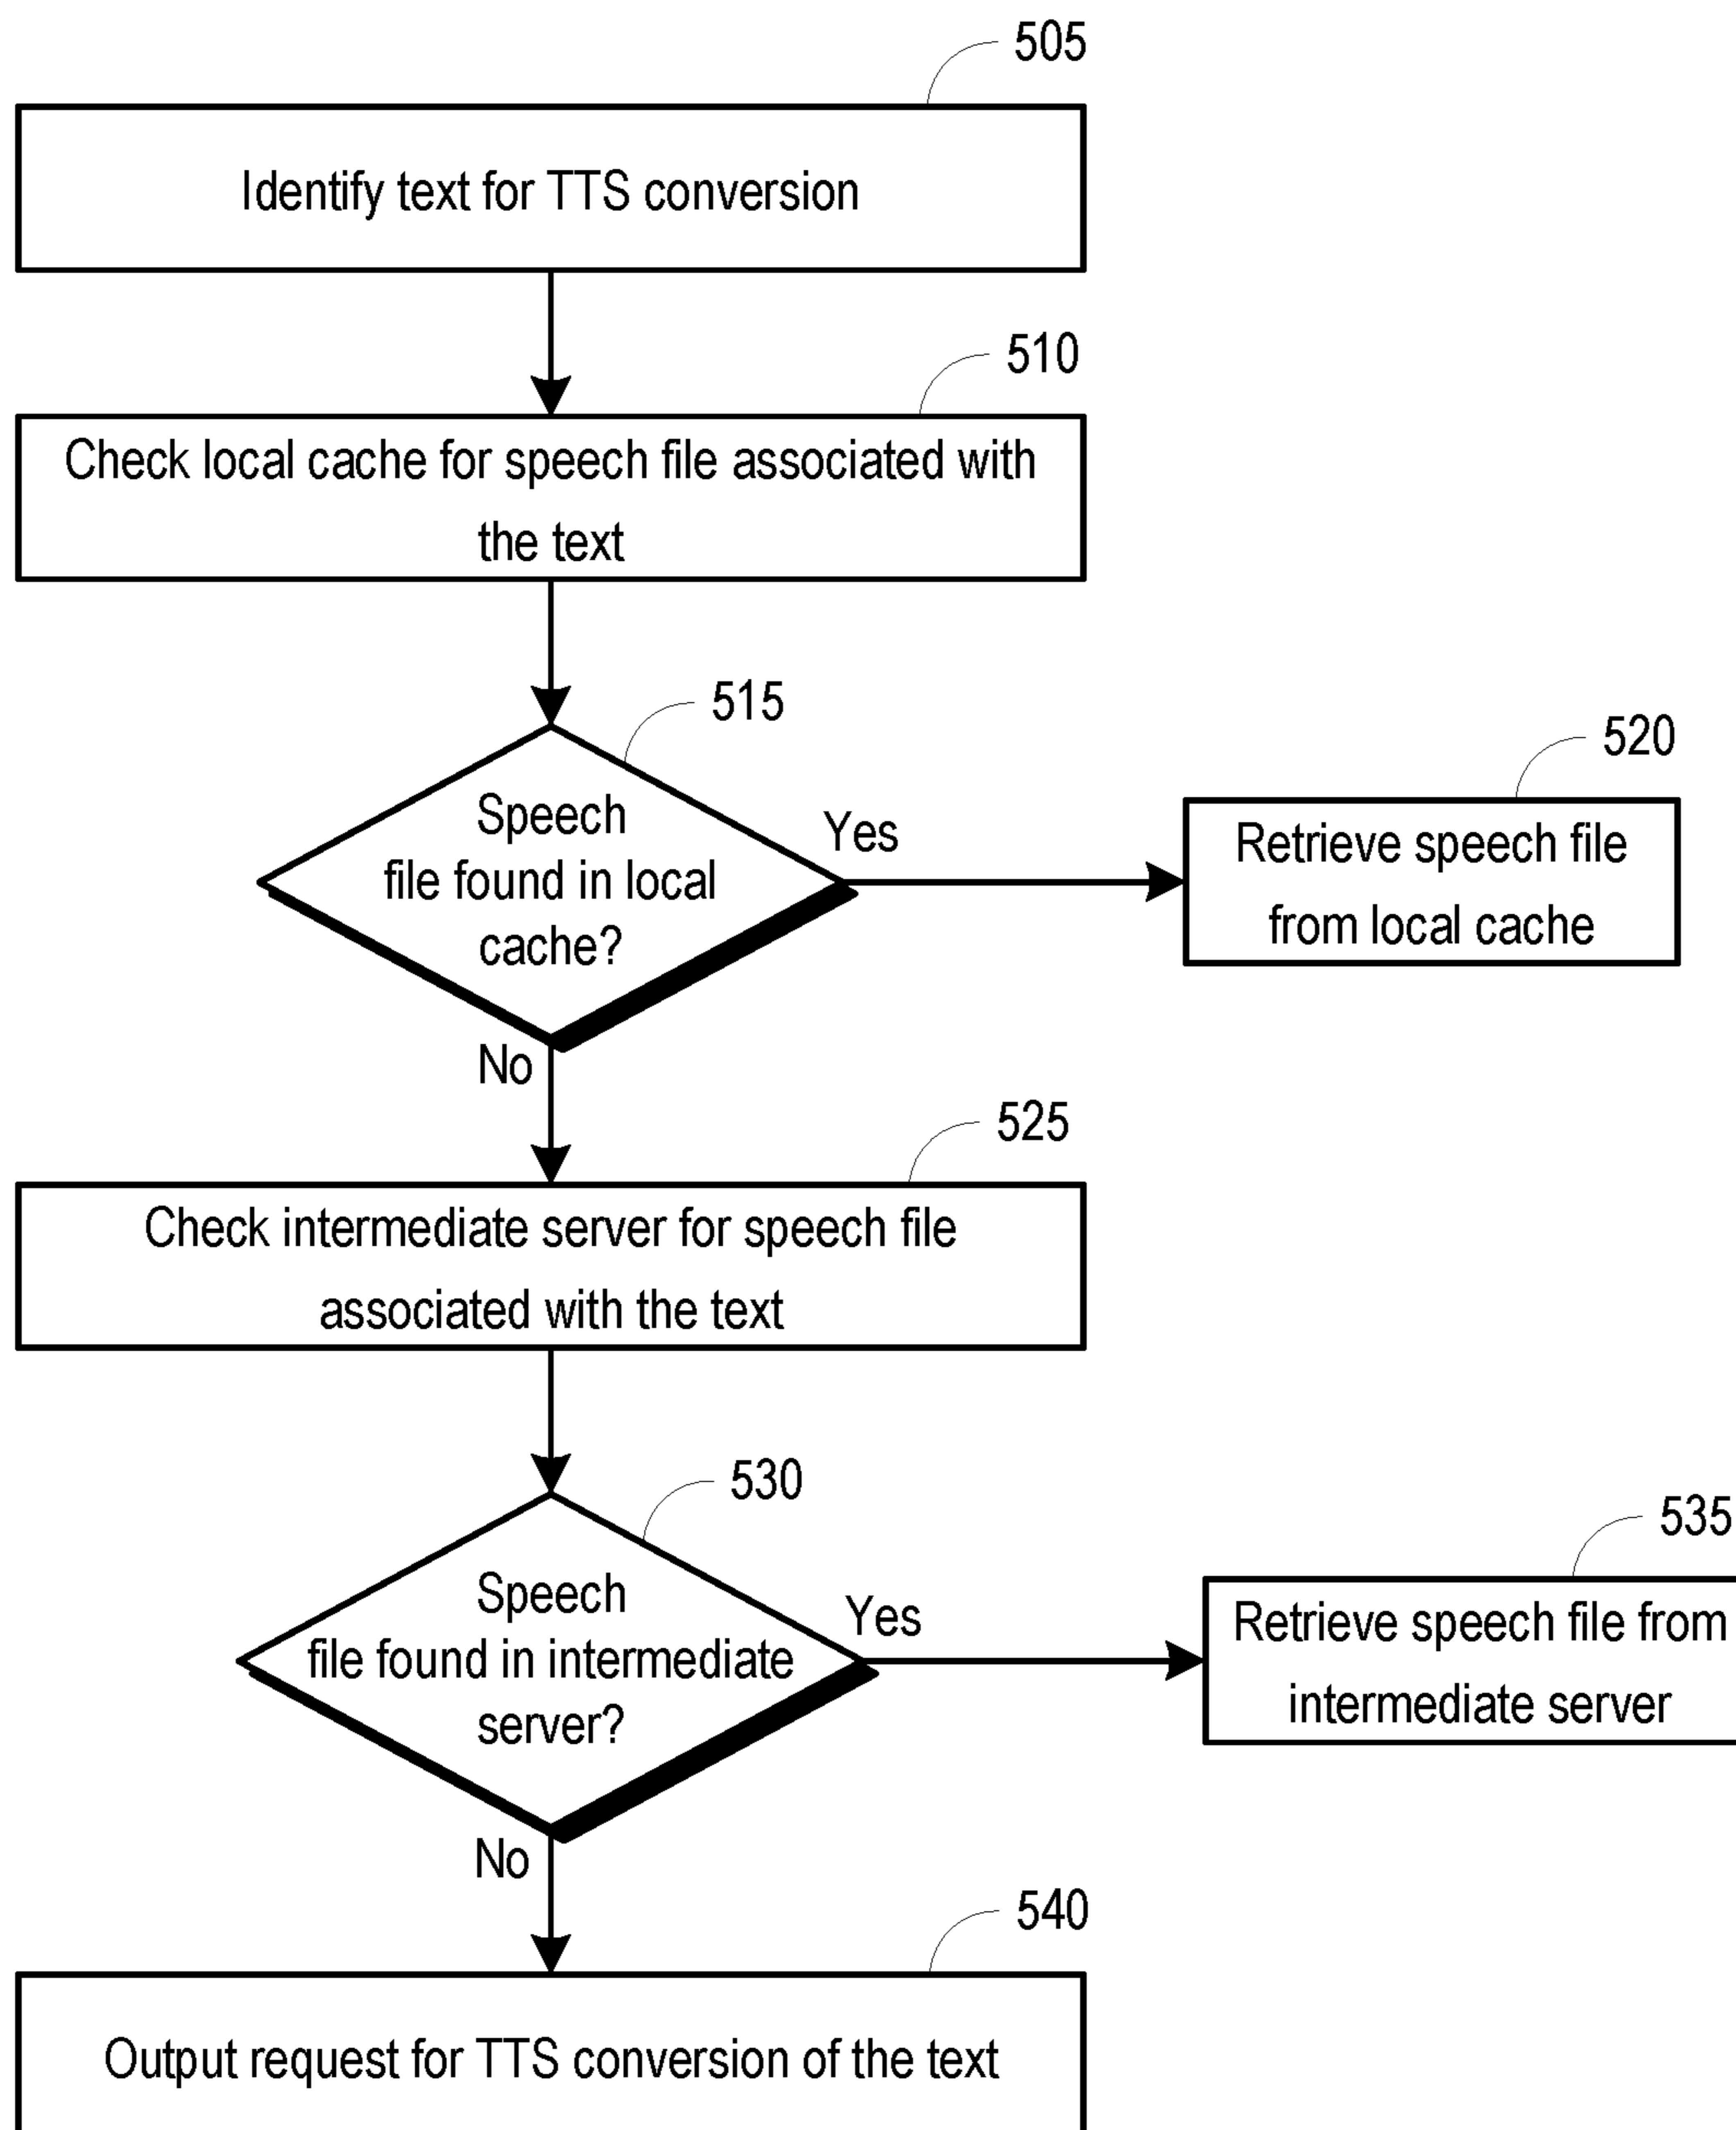 505
Identify text for TTS conversion
510
Check local cache for speech file associated with
the text
515
Speech
file found in local
cache?
Yes
520
Retrieve speech file
from local cache
No
525
Check intermediate server for speech file
associated with the text
530
Speech
file found in intermediate
server?
Yes
535
Retrieve speech file from
intermediate server
No
540
Output request for TTS conversion of the text